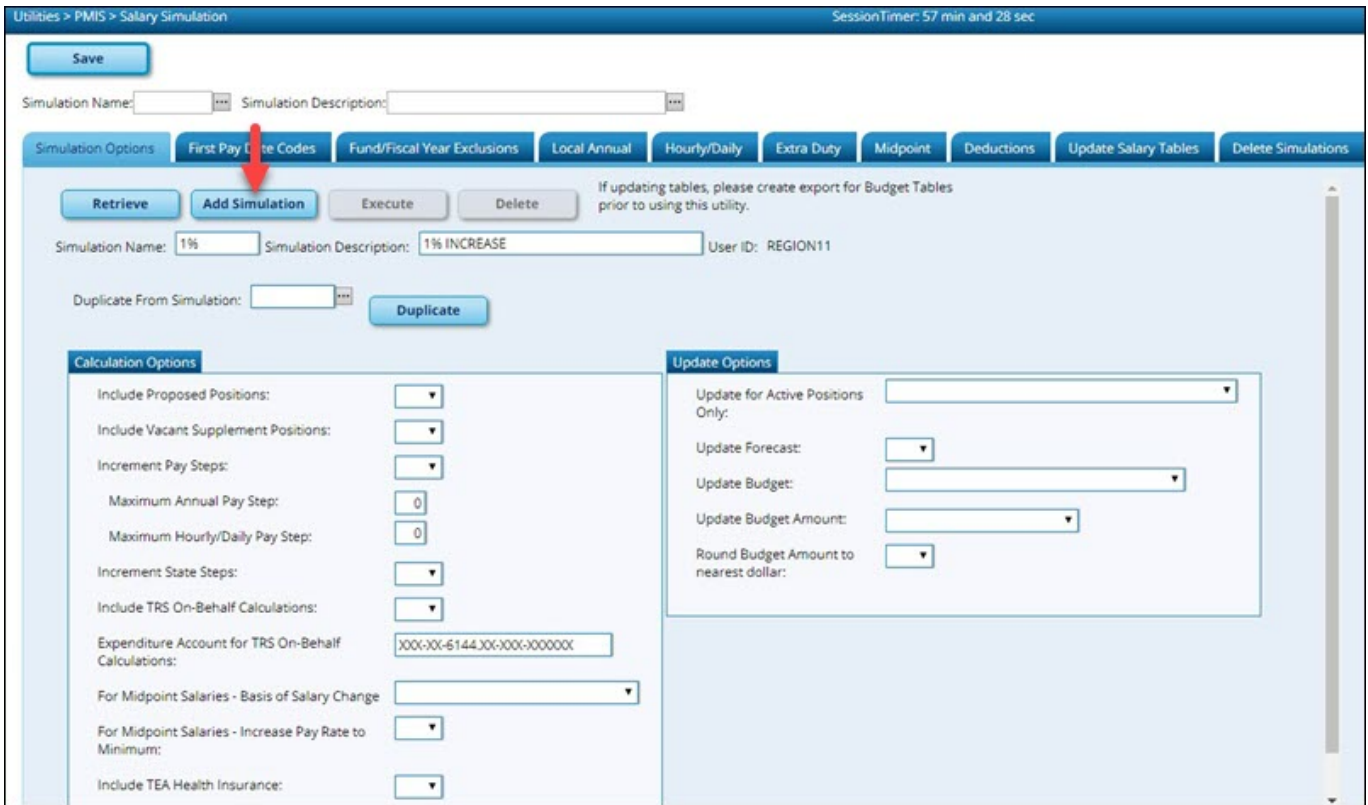 Utilities > PMIS > Salary Simulation SessionTimer: 57 min and 28 sec
Save
Simulation Name: ... Simulation Description: ...
Simulation Options First Pay Date Codes Fund/Fiscal Year Exclusions Local Annual Hourly/Daily Extra Duty Midpoint Deductions Update Salary Tables Delete Simulations
Retrieve Add Simulation Execute Delete If updating tables, please create export for Budget Tables
prior to using this utility.
Simulation Name: 1% Simulation Description: 1% INCREASE User ID: REGION11
Duplicate From Simulation: ... Duplicate
Calculation Options
Include Proposed Positions:
Include Vacant Supplement Positions:
Increment Pay Steps:
Maximum Annual Pay Step: 0
Maximum Hourly/Daily Pay Step: 0
Increment State Steps:
Include TRS On-Behalf Calculations:
Expenditure Account for TRS On-Behalf
Calculations: XXX-XX-6144.XX-XXX-XXXXXX
For Midpoint Salaries - Basis of Salary Change
For Midpoint Salaries - Increase Pay Rate to
Minimum:
Include TEA Health Insurance:
Update Options
Update for Active Positions
Only:
Update Forecast:
Update Budget:
Update Budget Amount:
Round Budget Amount to
nearest dollar: